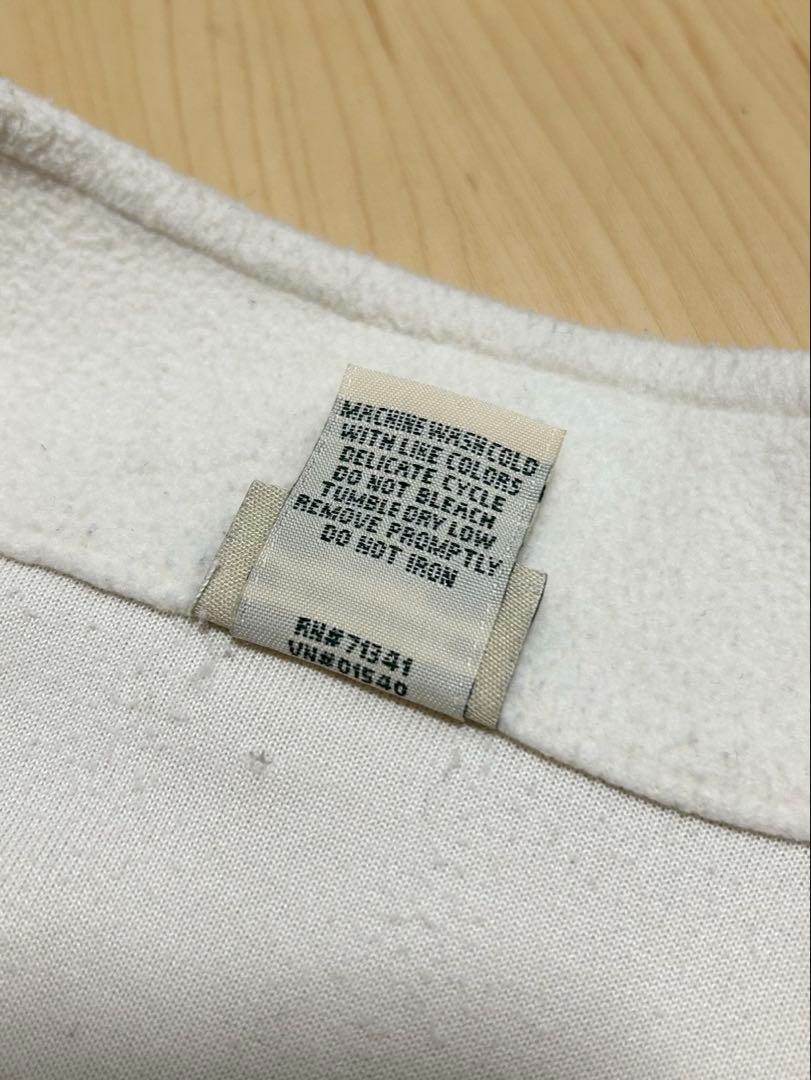 MACHINE WASH COLD
WITH LIKE COLORS
DELICATE CYCLE
DO NOT BLEACH
TUMBLE DRY LOW
REMOVE PROMPTLY
DO NOT IRON
RN#71341
VN#01540